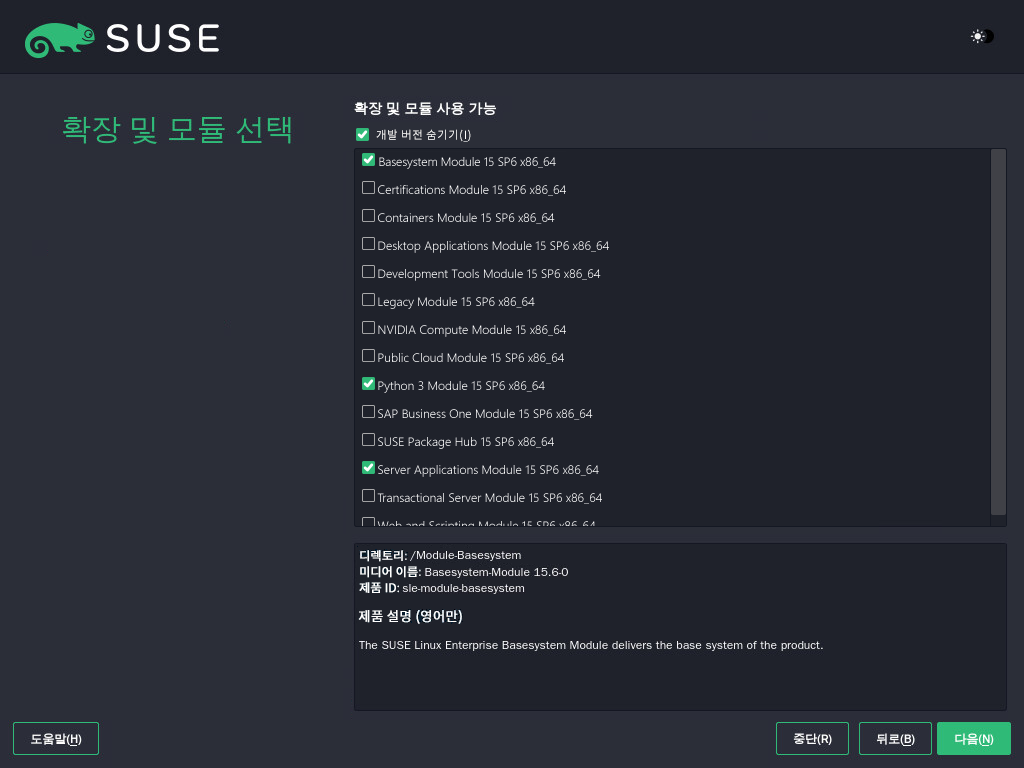 SUSE
확장 및 모듈 선택
확장 및 모듈 사용 가능
개발 버전 숨기기(I)
Basesystem Module 15 SP6 x86_64
Certifications Module 15 SP6 x86_64
Containers Module 15 SP6 x86_64
Desktop Applications Module 15 SP6 x86_64
Development Tools Module 15 SP6 x86_64
Legacy Module 15 SP6 x86_64
NVIDIA Compute Module 15 x86_64
Public Cloud Module 15 SP6 x86_64
Python 3 Module 15 SP6 x86_64
SAP Business One Module 15 SP6 x86_64
SUSE Package Hub 15 SP6 x86_64
Server Applications Module 15 SP6 x86_64
Transactional Server Module 15 SP6 x86_64
Web and Scripting Module 15 SP6 x86_64
디렉토리: /Module-Basesystem
미디어 이름: Basesystem-Module 15.6-0
제품 ID: sle-module-basesystem
제품 설명 (영어만)
The SUSE Linux Enterprise Basesystem Module delivers the base system of the product.
도움말(H) 중단(R) 뒤로(B) 다음(N)